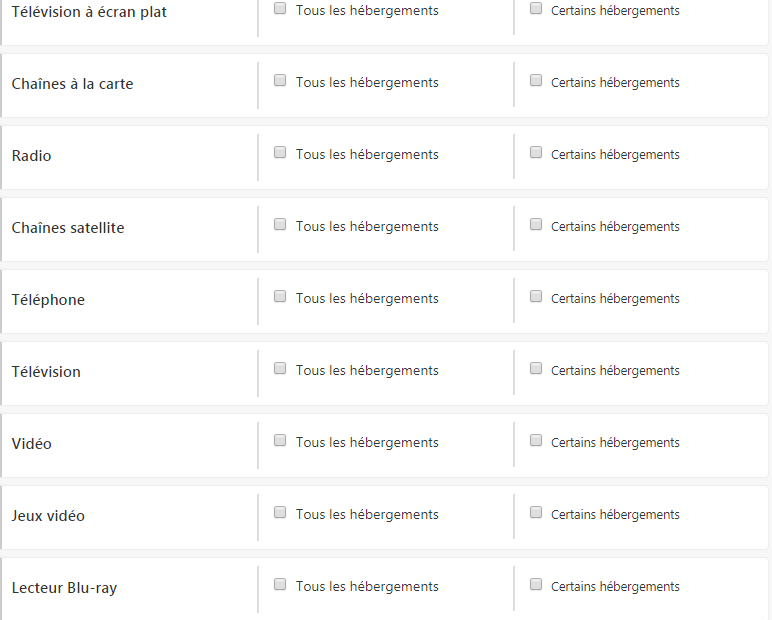 Télévision à écran plat Tous les hébergements Certains hébergements
Chaînes à la carte Tous les hébergements Certains hébergements
Radio Tous les hébergements Certains hébergements
Chaînes satellite Tous les hébergements Certains hébergements
Téléphone Tous les hébergements Certains hébergements
Télévision Tous les hébergements Certains hébergements
Vidéo Tous les hébergements Certains hébergements
Jeux vidéo Tous les hébergements Certains hébergements
Lecteur Blu-ray Tous les hébergements Certains hébergements